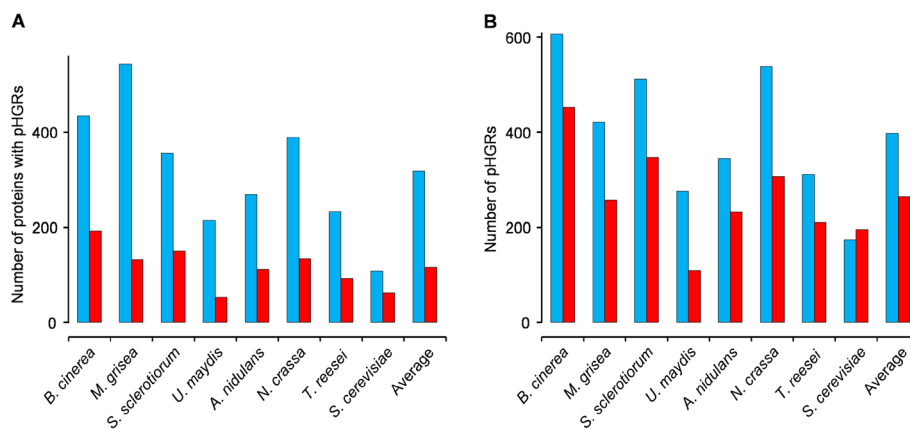 A
Number of proteins with pHGRs
400
200
0
B. cinerea
M. grisea
S. sclerotiorum
U. maydis
A. nidulans
N. crassa
T. reesei
S. cerevisiae
Average
B
Number of pHGRs
600
400
200
0
B. cinerea
M. grisea
S. sclerotiorum
U. maydis
A. nidulans
N. crassa
T. reesei
S. cerevisiae
Average